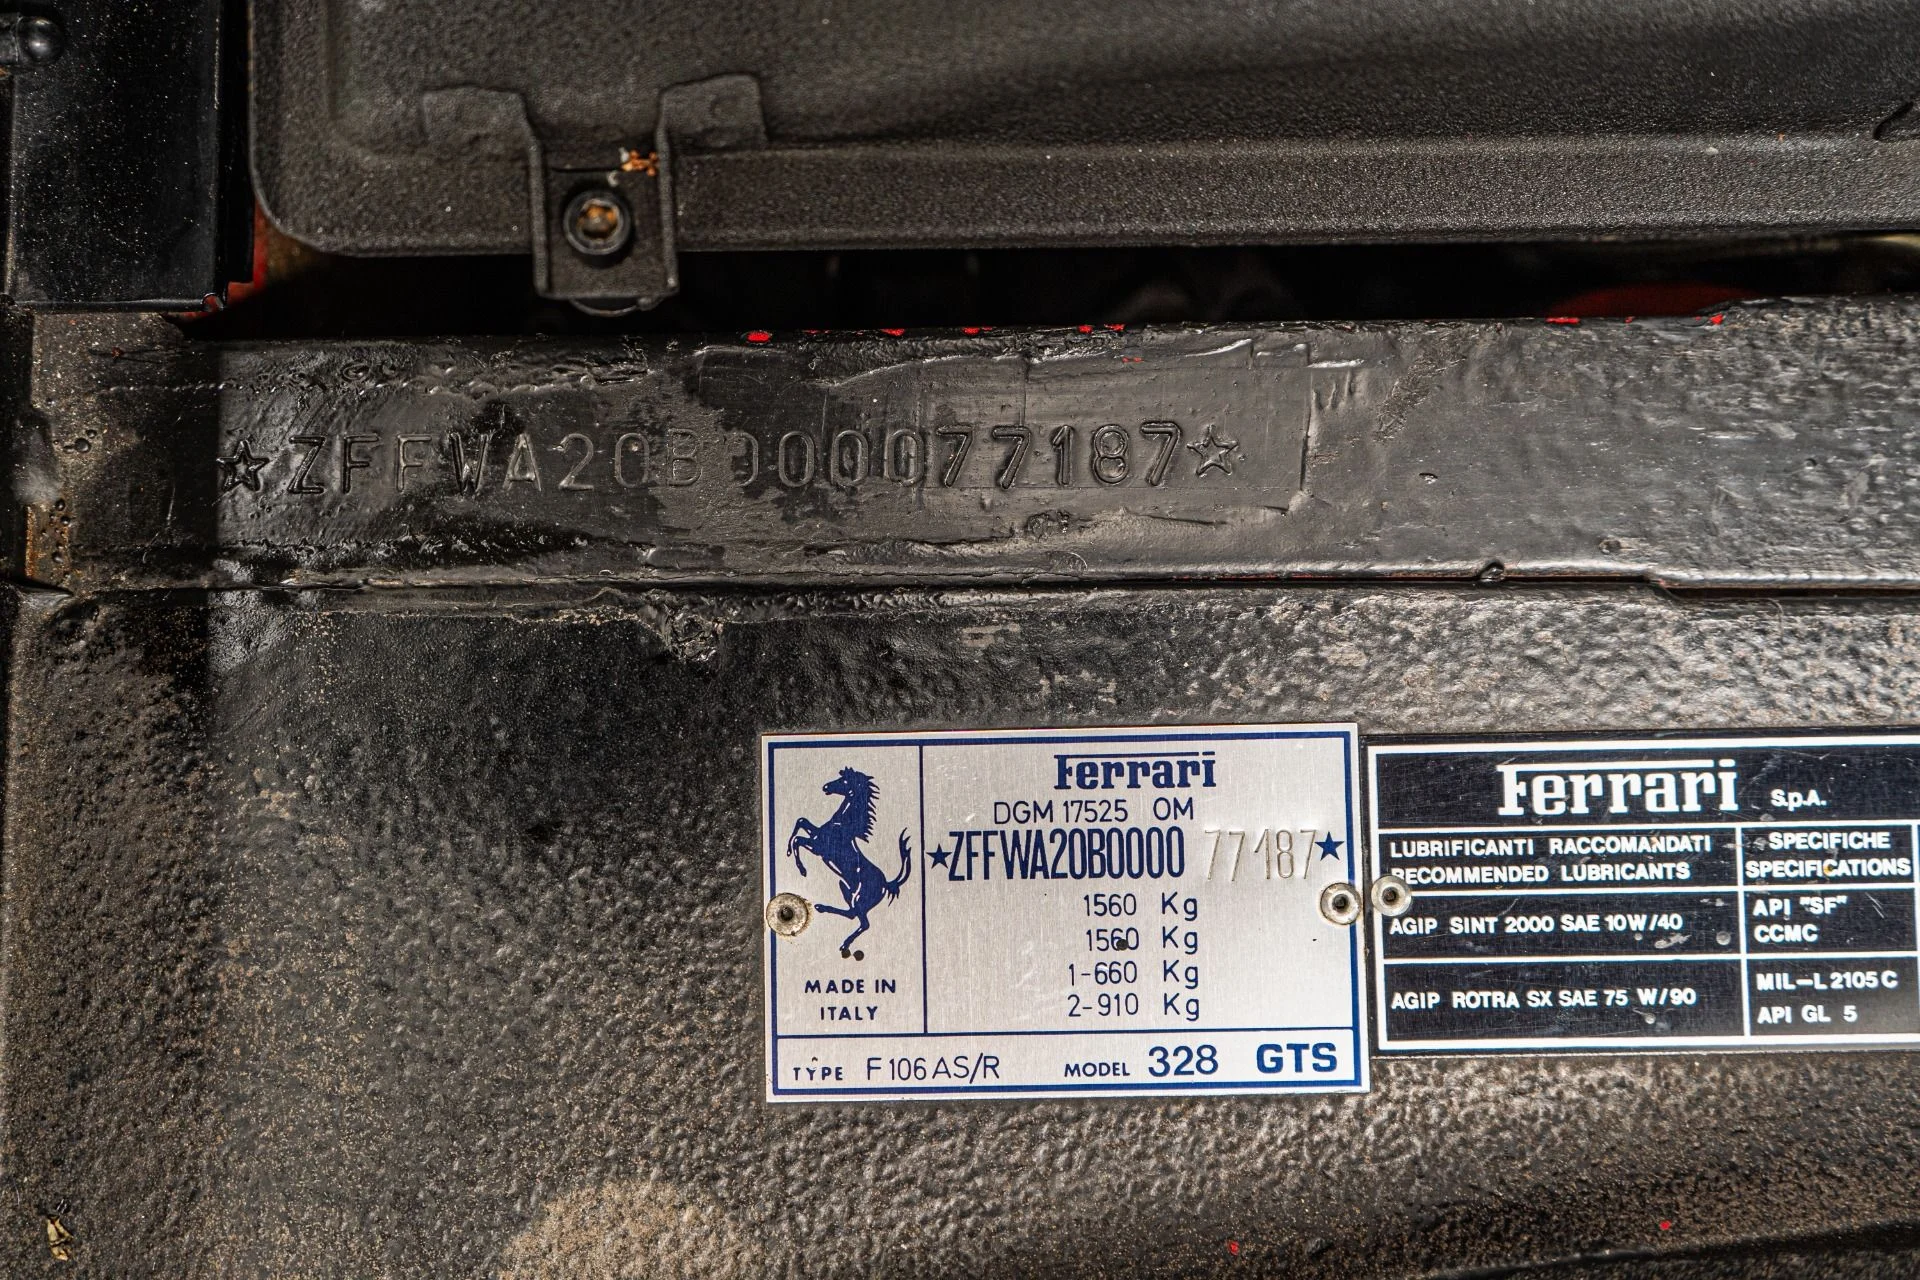 ☆ZFFWA20B000077187☆
Ferrari
DGM 17525 OM
★ZFFWA20B0000 77187★
1560 Kg
1560 Kg
1-660 Kg
2-910 Kg
MADE IN
ITALY
TYPE F 106 AS/R MODEL 328 GTS
Ferrari S.p.A.
LUBRIFICANTI RACCOMANDATI
RECOMMENDED LUBRICANTS
SPECIFICHE
SPECIFICATIONS
AGIP SINT 2000 SAE 10W/40
API "SF"
CCMC
AGIP ROTRA SX SAE 75 W/90
MIL-L 2105 C
API GL 5